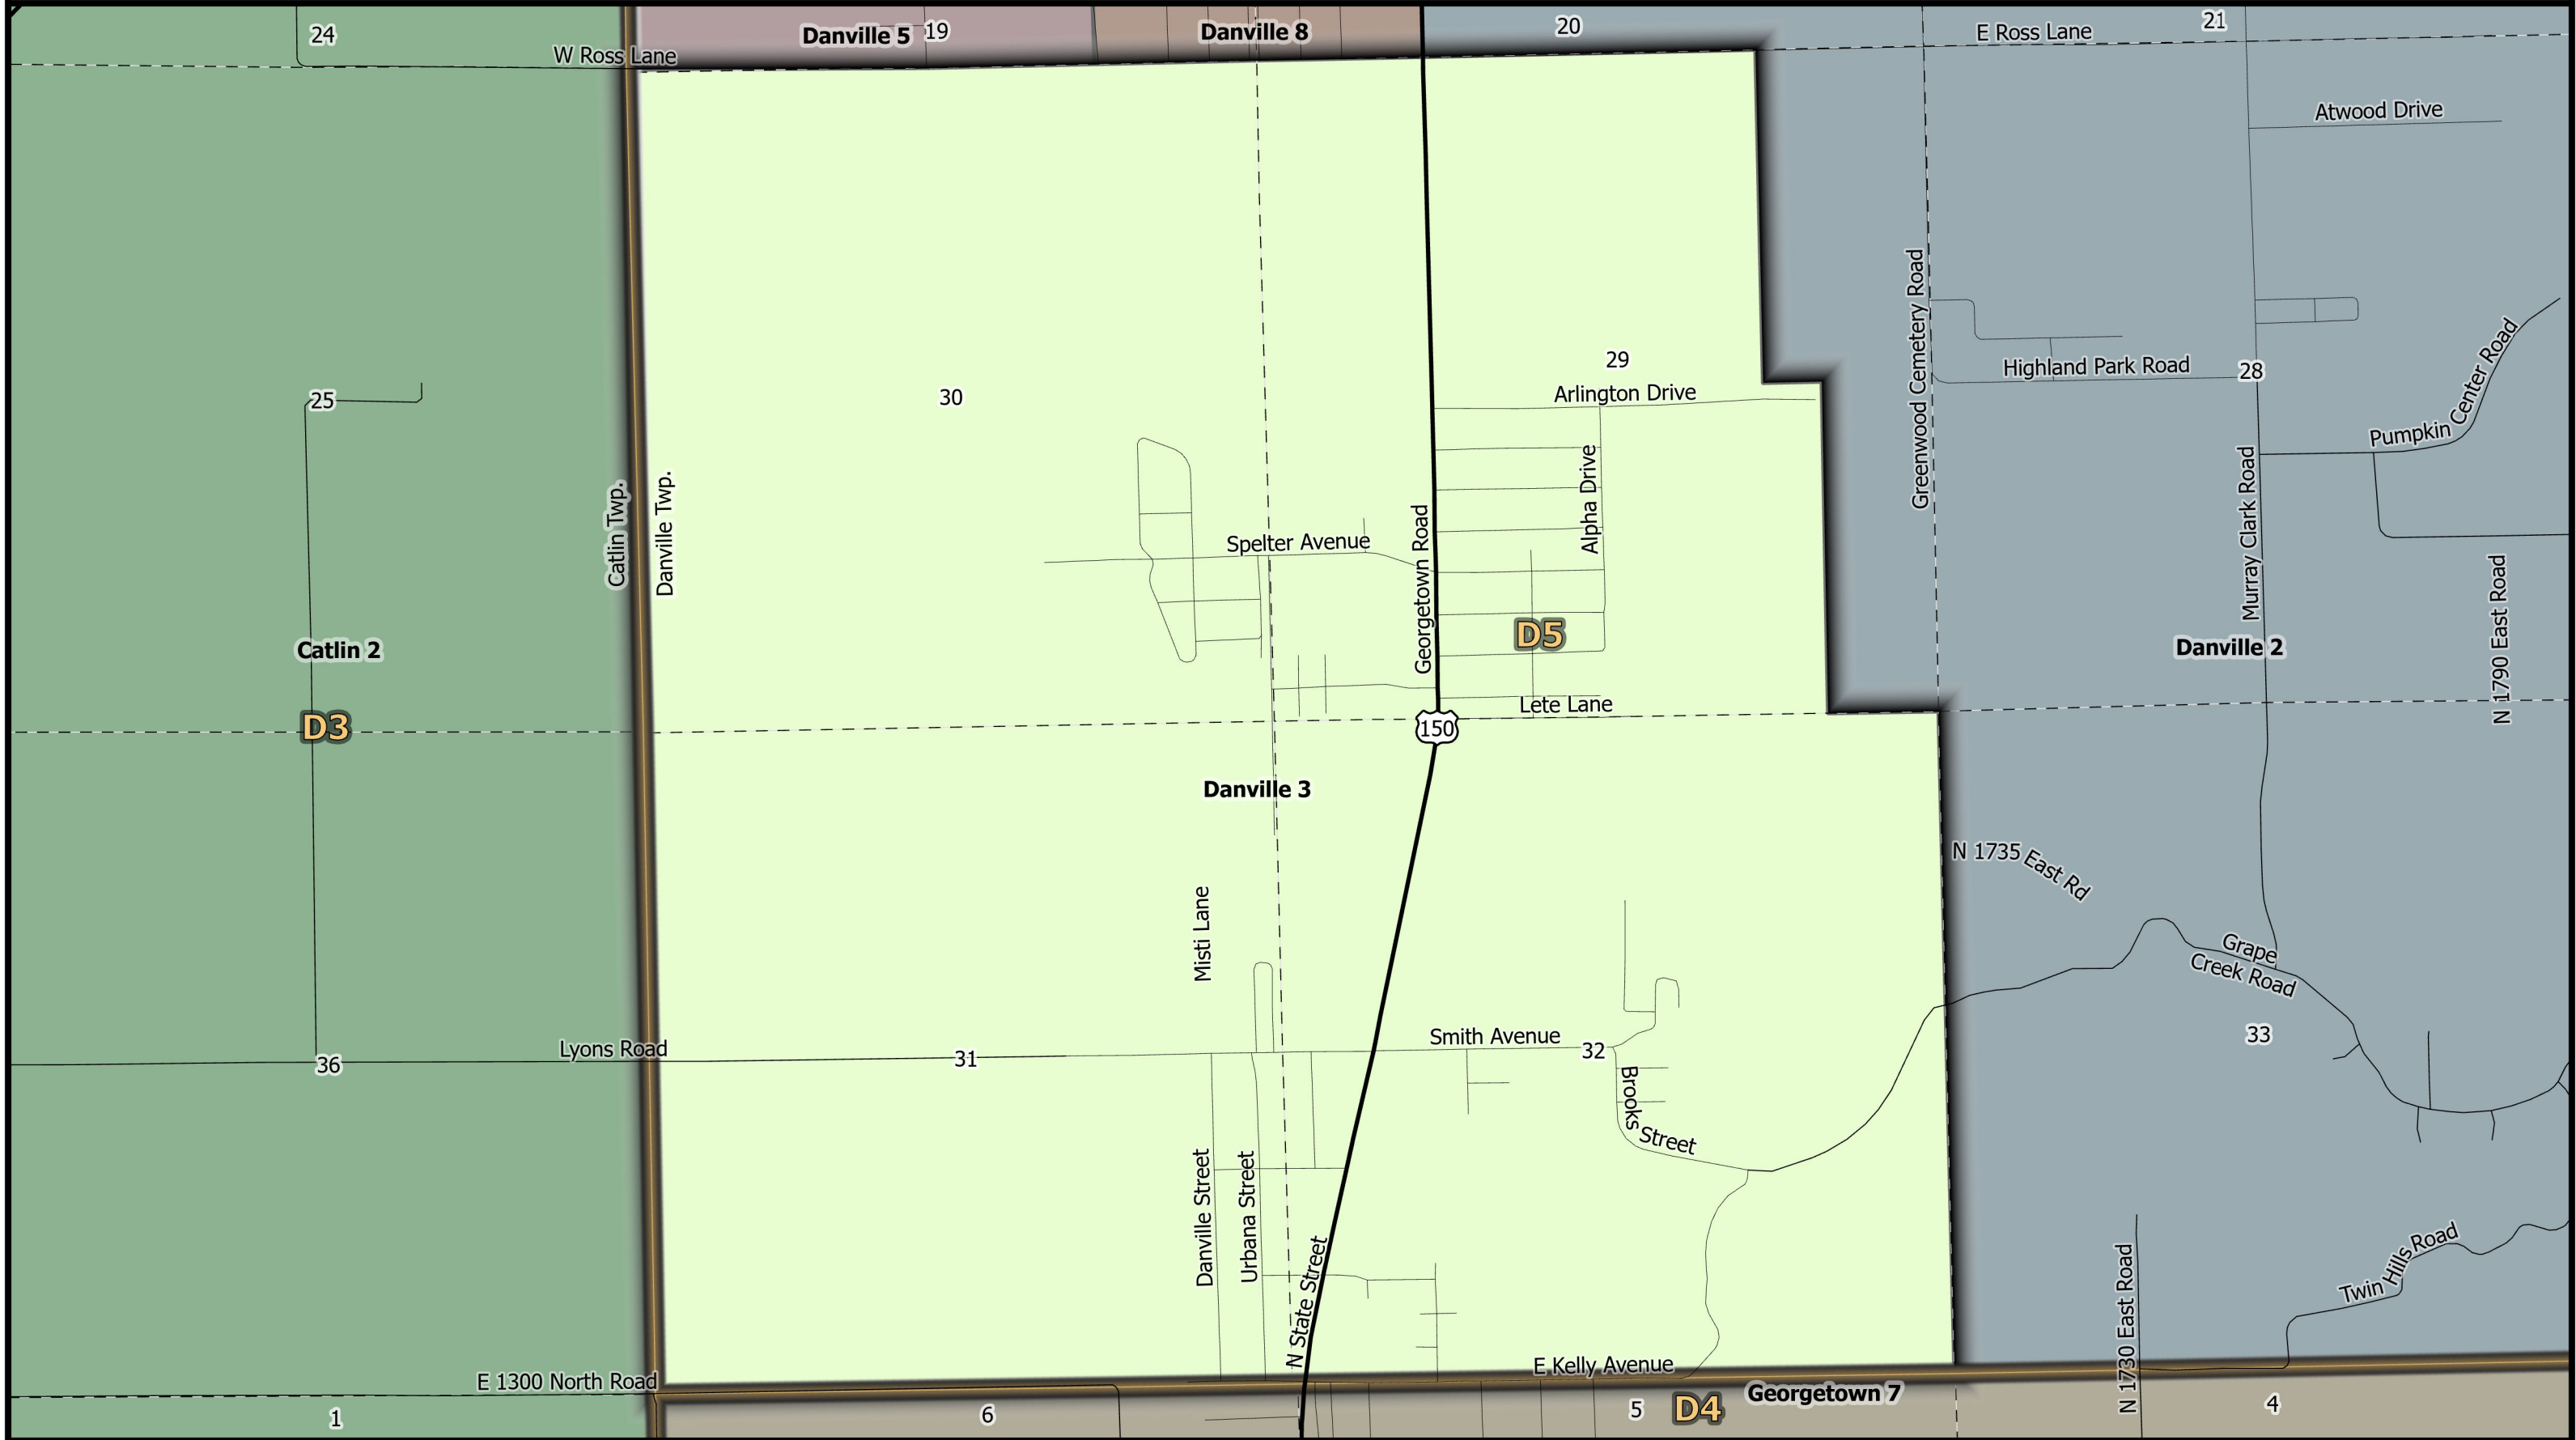 24
Danville 5
19
Danville 8
20
21
W Ross Lane
E Ross Lane
Atwood Drive
Greenwood Cemetery Road
29
Highland Park Road
28
Pumpkin Center Road
25
30
Arlington Drive
Alpha Drive
Murray Clark Road
Catlin Twp.
Danville Twp.
Spelter Avenue
Georgetown Road
N 1790 East Road
D5
Catlin 2
Danville 2
Lete Lane
D3
150
Danville 3
N 1735 East Rd
Misti Lane
Grape
Creek Road
Lyons Road
36
31
Smith Avenue
32
33
Brooks Street
Danville Street
Urbana Street
N State Street
N 1730 East Road
Twin Hills Road
E 1300 North Road
E Kelly Avenue
Georgetown 7
1
6
5
D4
4